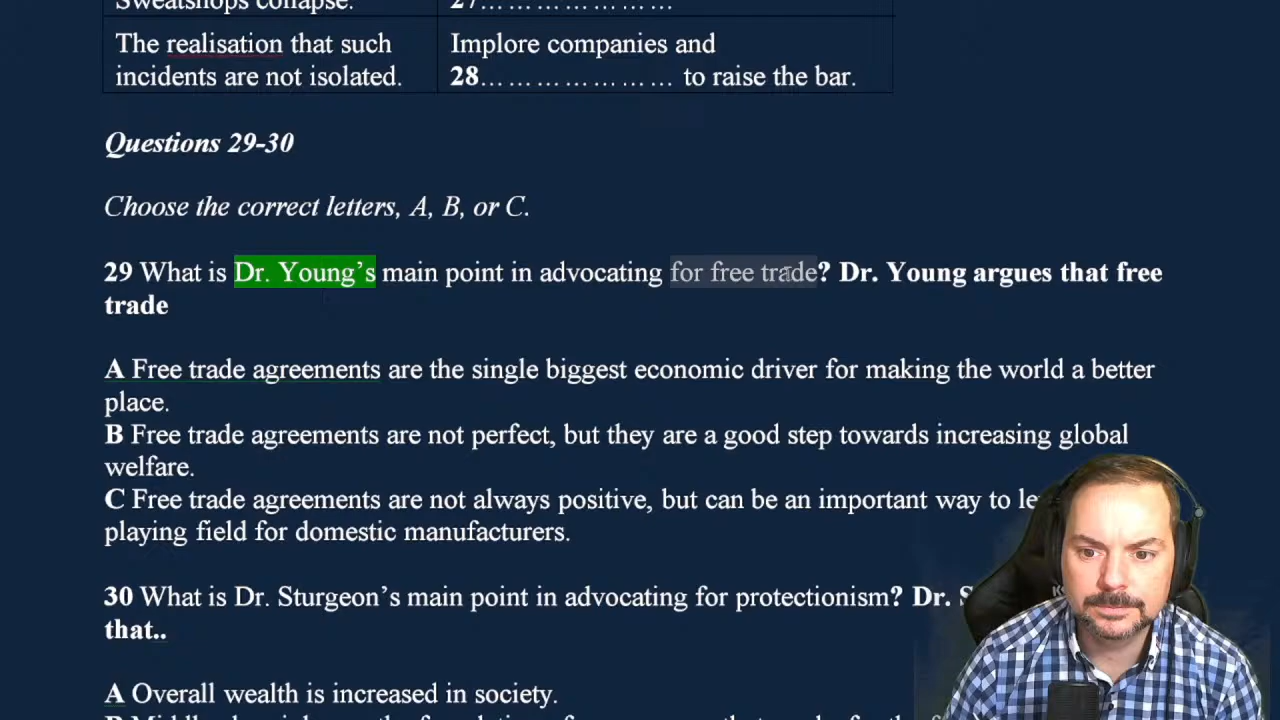 Sweatshops collapse. 27… … … … … … …
The realisation that such Implore companies and
incidents are not isolated. 28… … … … … … … to raise the bar.
Questions 29-30
Choose the correct letters, A, B, or C.
29 What is Dr. Young’s main point in advocating for free trade? Dr. Young argues that free
trade
A Free trade agreements are the single biggest economic driver for making the world a better
place.
B Free trade agreements are not perfect, but they are a good step towards increasing global
welfare.
C Free trade agreements are not always positive, but can be an important way to
playing field for domestic manufacturers.
30 What is Dr. Sturgeon’s main point in advocating for protectionism? Dr.
that..
A Overall wealth is increased in society.